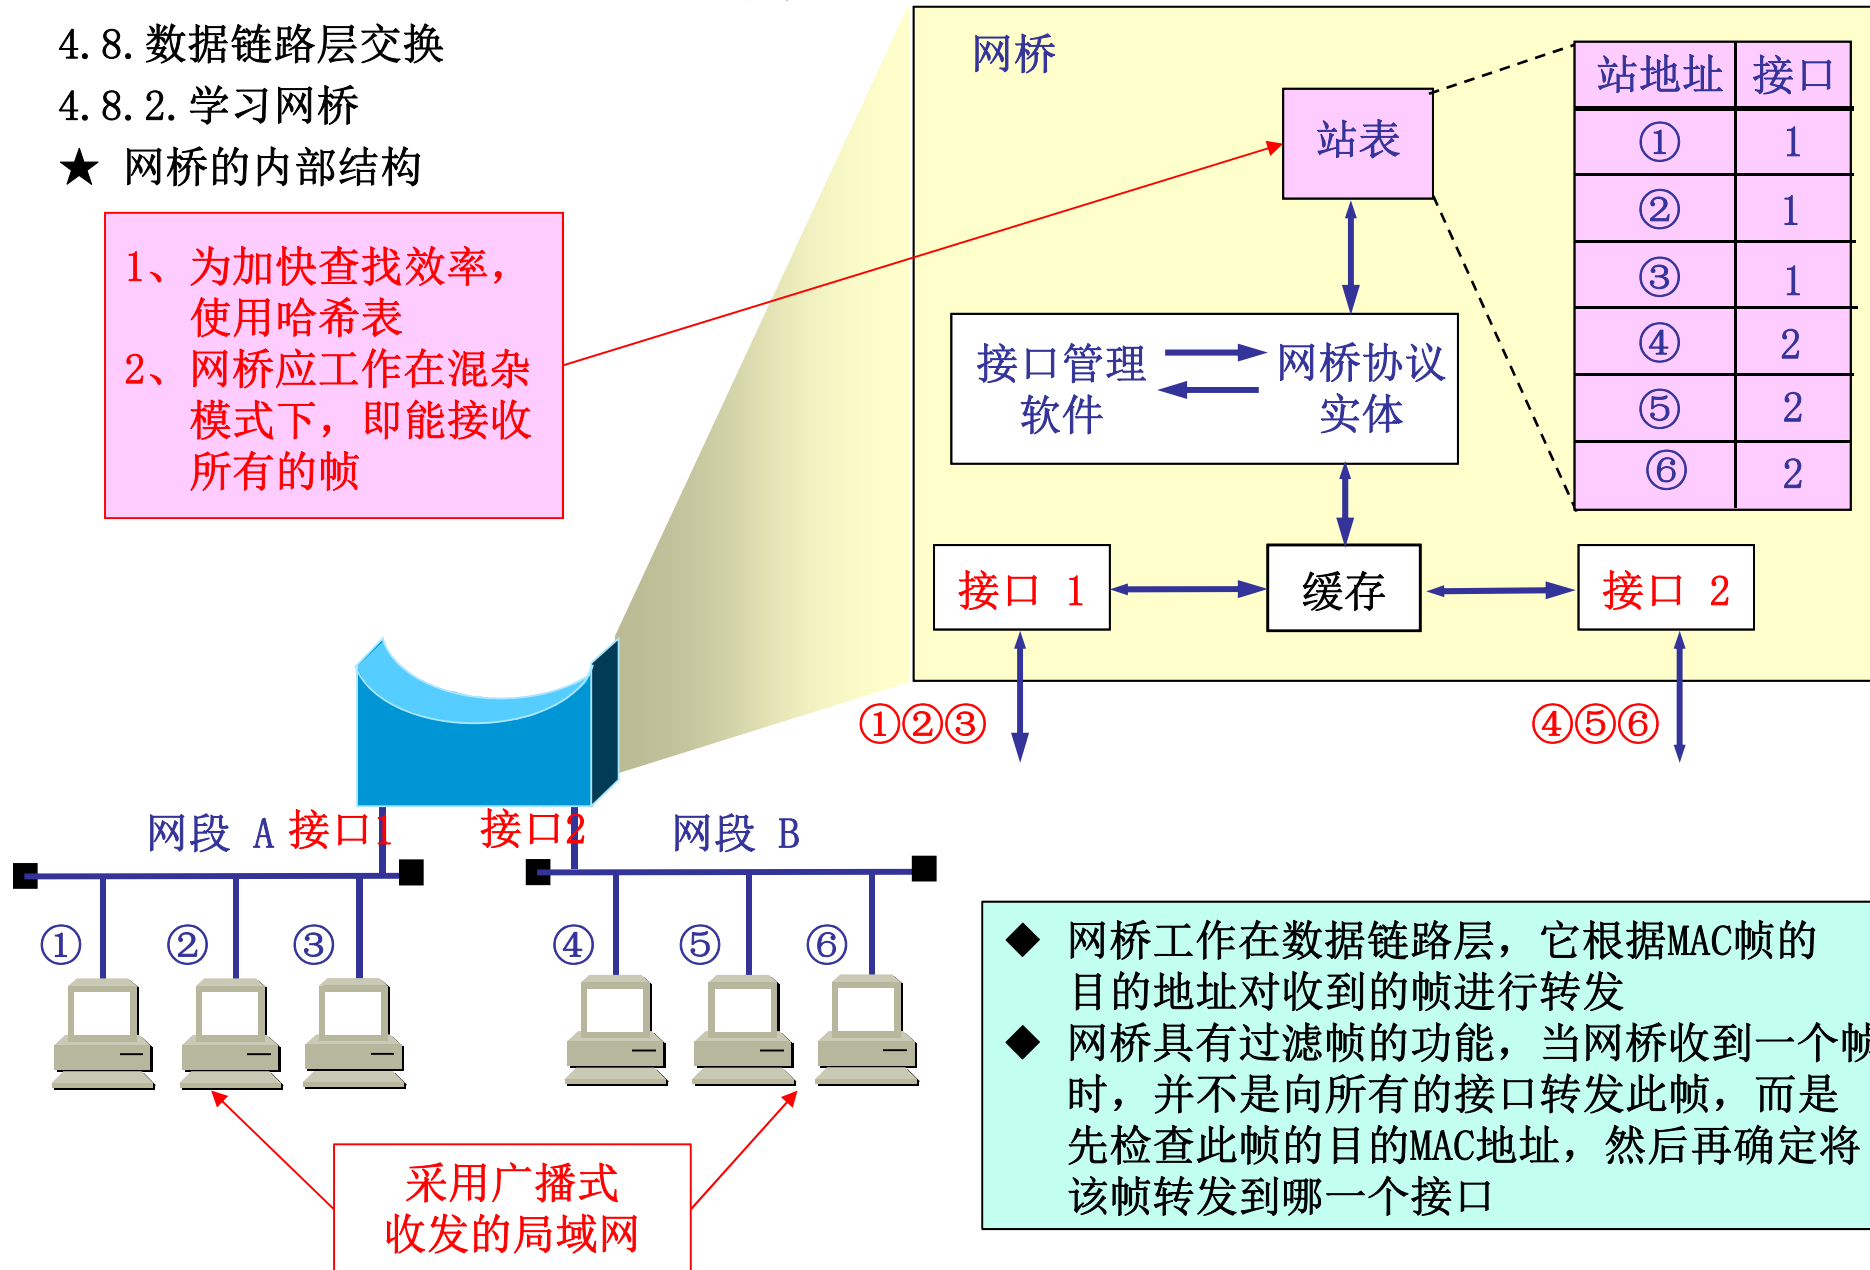 4.8.数据链路层交换
4.8.2.学习网桥
★ 网桥的内部结构
1、为加快查找效率，
使用哈希表
2、网桥应工作在混杂
模式下，即能接收
所有的帧
网桥
站表
站地址 接口
① 1
② 1
③ 1
④ 2
⑤ 2
⑥ 2
接口管理
软件
网桥协议
实体
接口 1
缓存
接口 2
①②③
④⑤⑥
网段 A 接口1
接口2 网段 B
① ② ③ ④ ⑤ ⑥
采用广播式
收发的局域网
◆ 网桥工作在数据链路层，它根据MAC帧的
目的地址对收到的帧进行转发
◆ 网桥具有过滤帧的功能，当网桥收到一个帧
时，并不是向所有的接口转发此帧，而是
先检查此帧的目的MAC地址，然后再确定将
该帧转发到哪一个接口